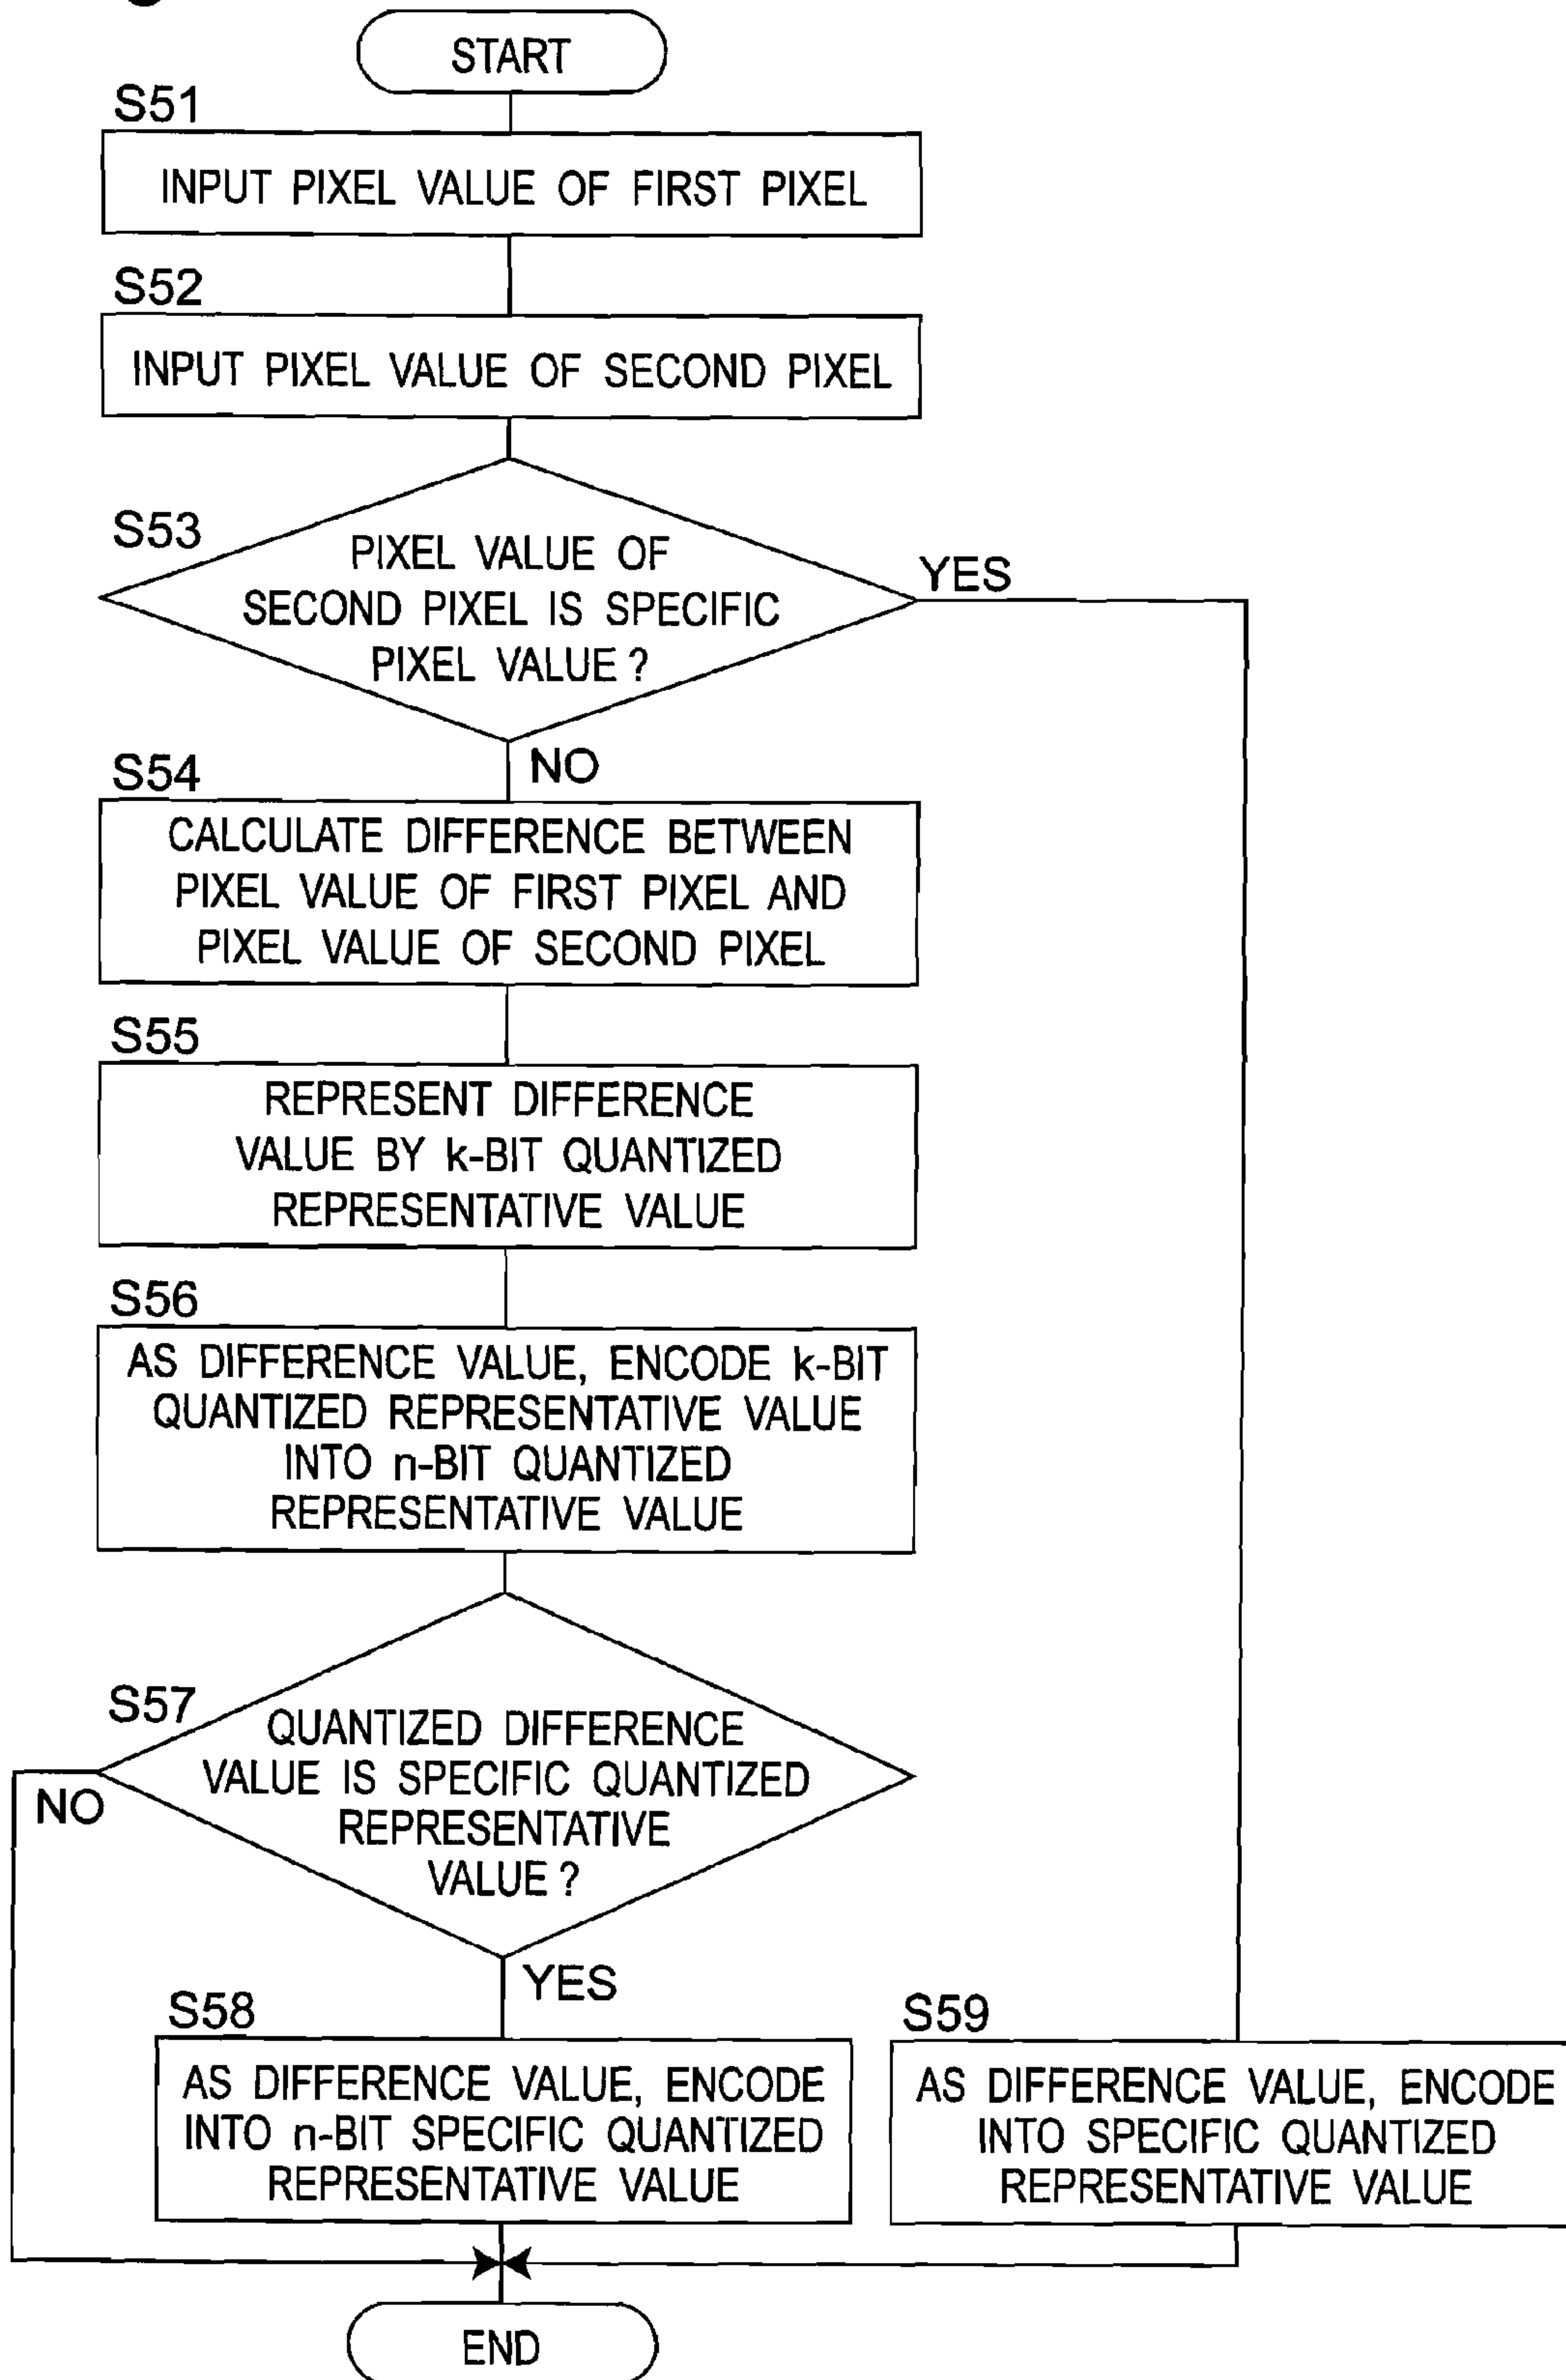 START
S51
INPUT PIXEL VALUE OF FIRST PIXEL
S52
INPUT PIXEL VALUE OF SECOND PIXEL
S53
PIXEL VALUE OF
SECOND PIXEL IS SPECIFIC
PIXEL VALUE ?
YES
NO
S54
CALCULATE DIFFERENCE BETWEEN
PIXEL VALUE OF FIRST PIXEL AND
PIXEL VALUE OF SECOND PIXEL
S55
REPRESENT DIFFERENCE
VALUE BY k-BIT QUANTIZED
REPRESENTATIVE VALUE
S56
AS DIFFERENCE VALUE, ENCODE k-BIT
QUANTIZED REPRESENTATIVE VALUE
INTO n-BIT QUANTIZED
REPRESENTATIVE VALUE
S57
QUANTIZED DIFFERENCE
VALUE IS SPECIFIC QUANTIZED
REPRESENTATIVE
VALUE ?
NO
YES
S58
AS DIFFERENCE VALUE, ENCODE
INTO n-BIT SPECIFIC QUANTIZED
REPRESENTATIVE VALUE
S59
AS DIFFERENCE VALUE, ENCODE
INTO SPECIFIC QUANTIZED
REPRESENTATIVE VALUE
END